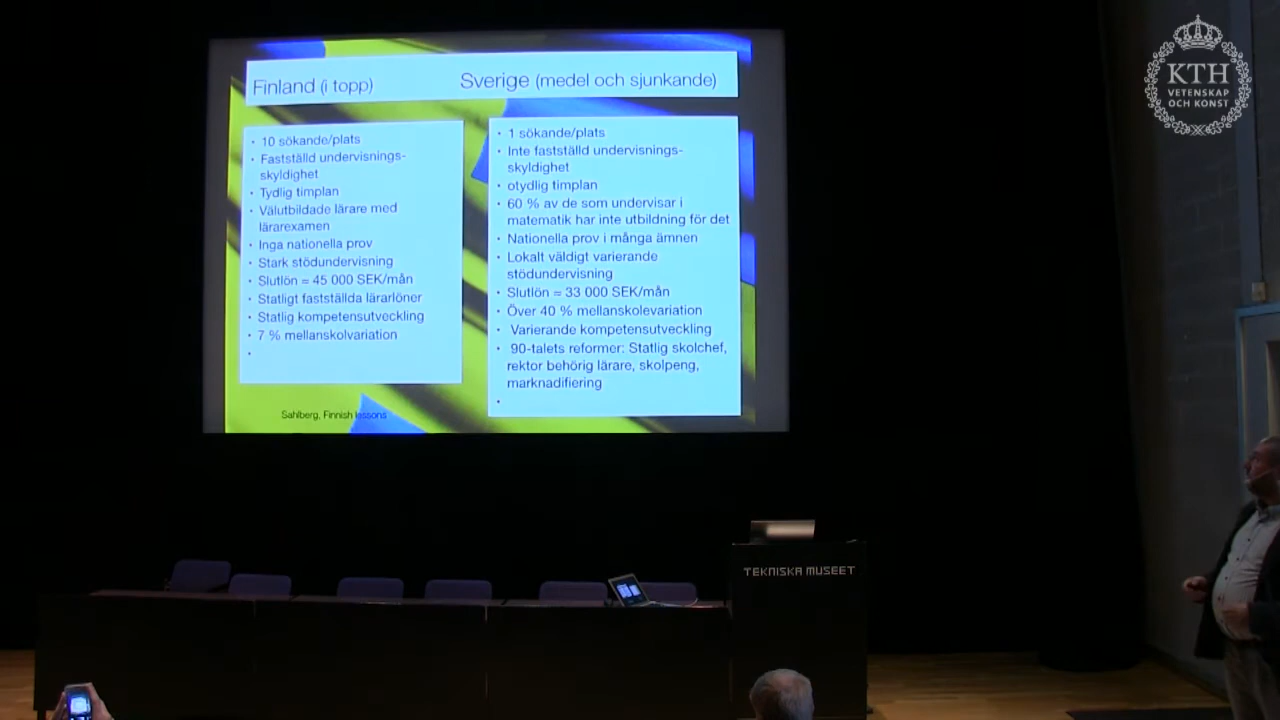 Finland (i topp)
Sverige (medel och sjunkande)
• 10 sökande/plats
• Fastställd undervisnings-
skyldighet
• Tydlig timplan
• Välutbildade lärare med
lärarexamen
• Inga nationella prov
• Stark stödundervisning
• Slutlön = 45 000 SEK/mån
• Statligt fastställda lärarlöner
• Statlig kompetensutveckling
• 7 % mellanskolvariation
•
Sahlberg, Finnish lessons
• 1 sökande/plats
• Inte fastställd undervisnings-
skyldighet
• otydlig timplan
• 60 % av de som undervisar i
matematik har inte utbildning för det
• Nationella prov i många ämnen
• Lokalt väldigt varierande
stödundervisning
• Slutlön = 33 000 SEK/mån
• Över 40 % mellanskolevariation
• Varierande kompetensutveckling
• 90-talets reformer: Statlig skolchef,
rektor behörig lärare, skolpeng,
marknadifiering
•
KTH
VETENSKAP
OCH KONST
TEKNISKA MUSEET